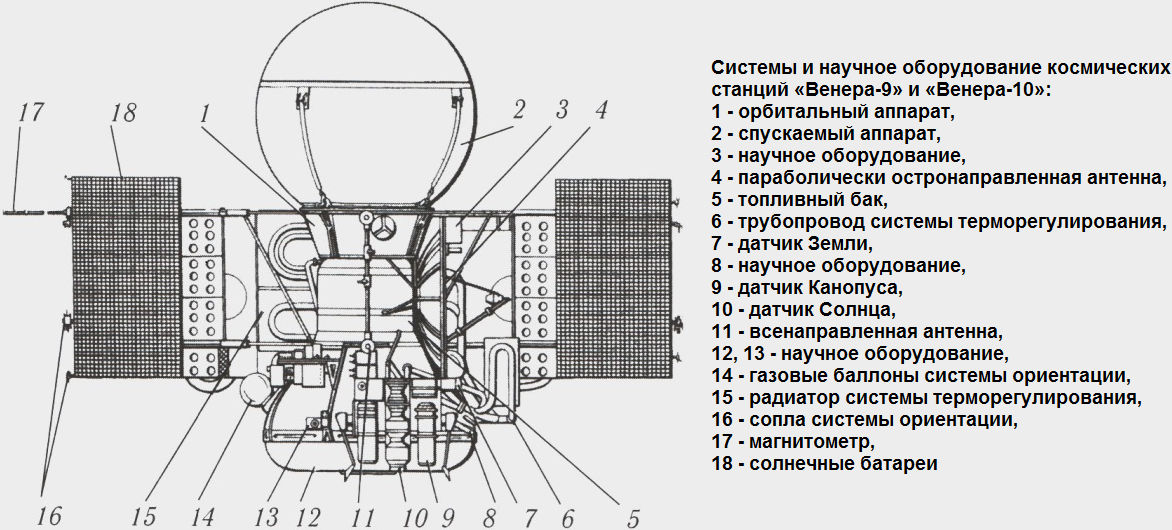 17 18 1 2 3 4
16 15 14 13 12 11 10 9 8 7 6 5
Системы и научное оборудование космических
станций «Венера-9» и «Венера-10»:
1 - орбитальный аппарат,
2 - спускаемый аппарат,
3 - научное оборудование,
4 - параболически остронаправленная антенна,
5 - топливный бак,
6 - трубопровод системы терморегулирования,
7 - датчик Земли,
8 - научное оборудование,
9 - датчик Канопуса,
10 - датчик Солнца,
11 - всенаправленная антенна,
12, 13 - научное оборудование,
14 - газовые баллоны системы ориентации,
15 - радиатор системы терморегулирования,
16 - сопла системы ориентации,
17 - магнитометр,
18 - солнечные батареи